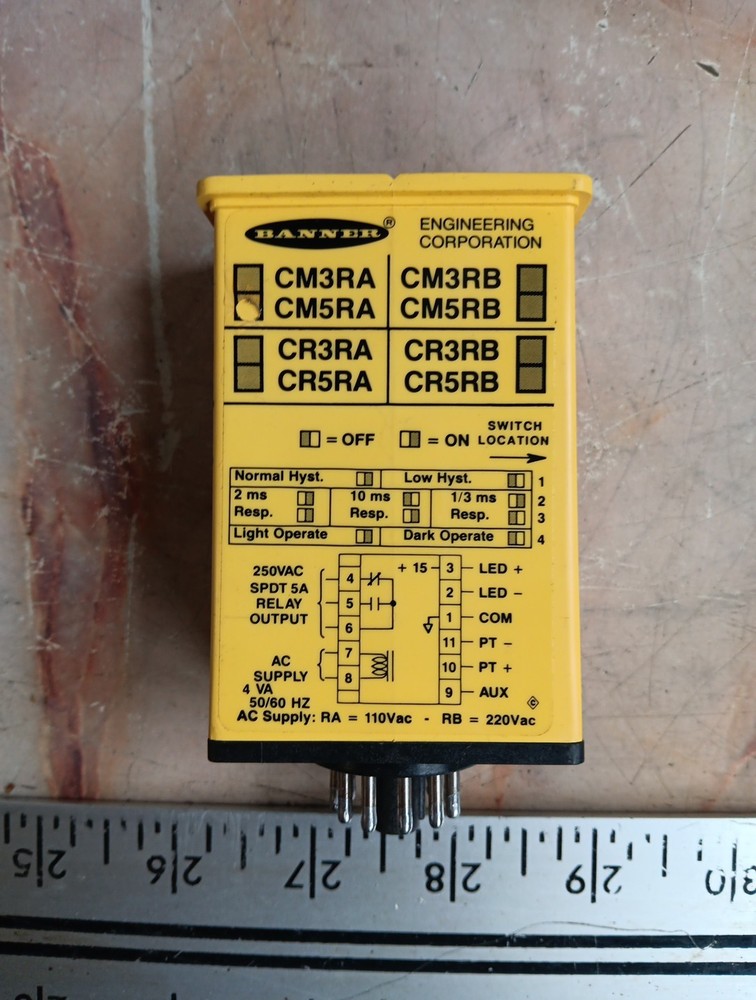 BANNER® ENGINEERING CORPORATION
CM3RA CM3RB
CM5RA CM5RB
CR3RA CR3RB
CR5RA CR5RB
= OFF = ON SWITCH LOCATION
Normal Hyst. Low Hyst. 1
2 ms 10 ms 1/3 ms 2
Resp. Resp. Resp. 3
Light Operate Dark Operate 4
250VAC
SPDT 5A
RELAY
OUTPUT
4
5
6
AC
SUPPLY
4 VA
50/60 HZ
7
8
+ 15 3 LED +
2 LED -
1 COM
11 PT -
10 PT +
9 AUX
©
AC Supply: RA = 110Vac - RB = 220Vac
25 26 27 28 29 30